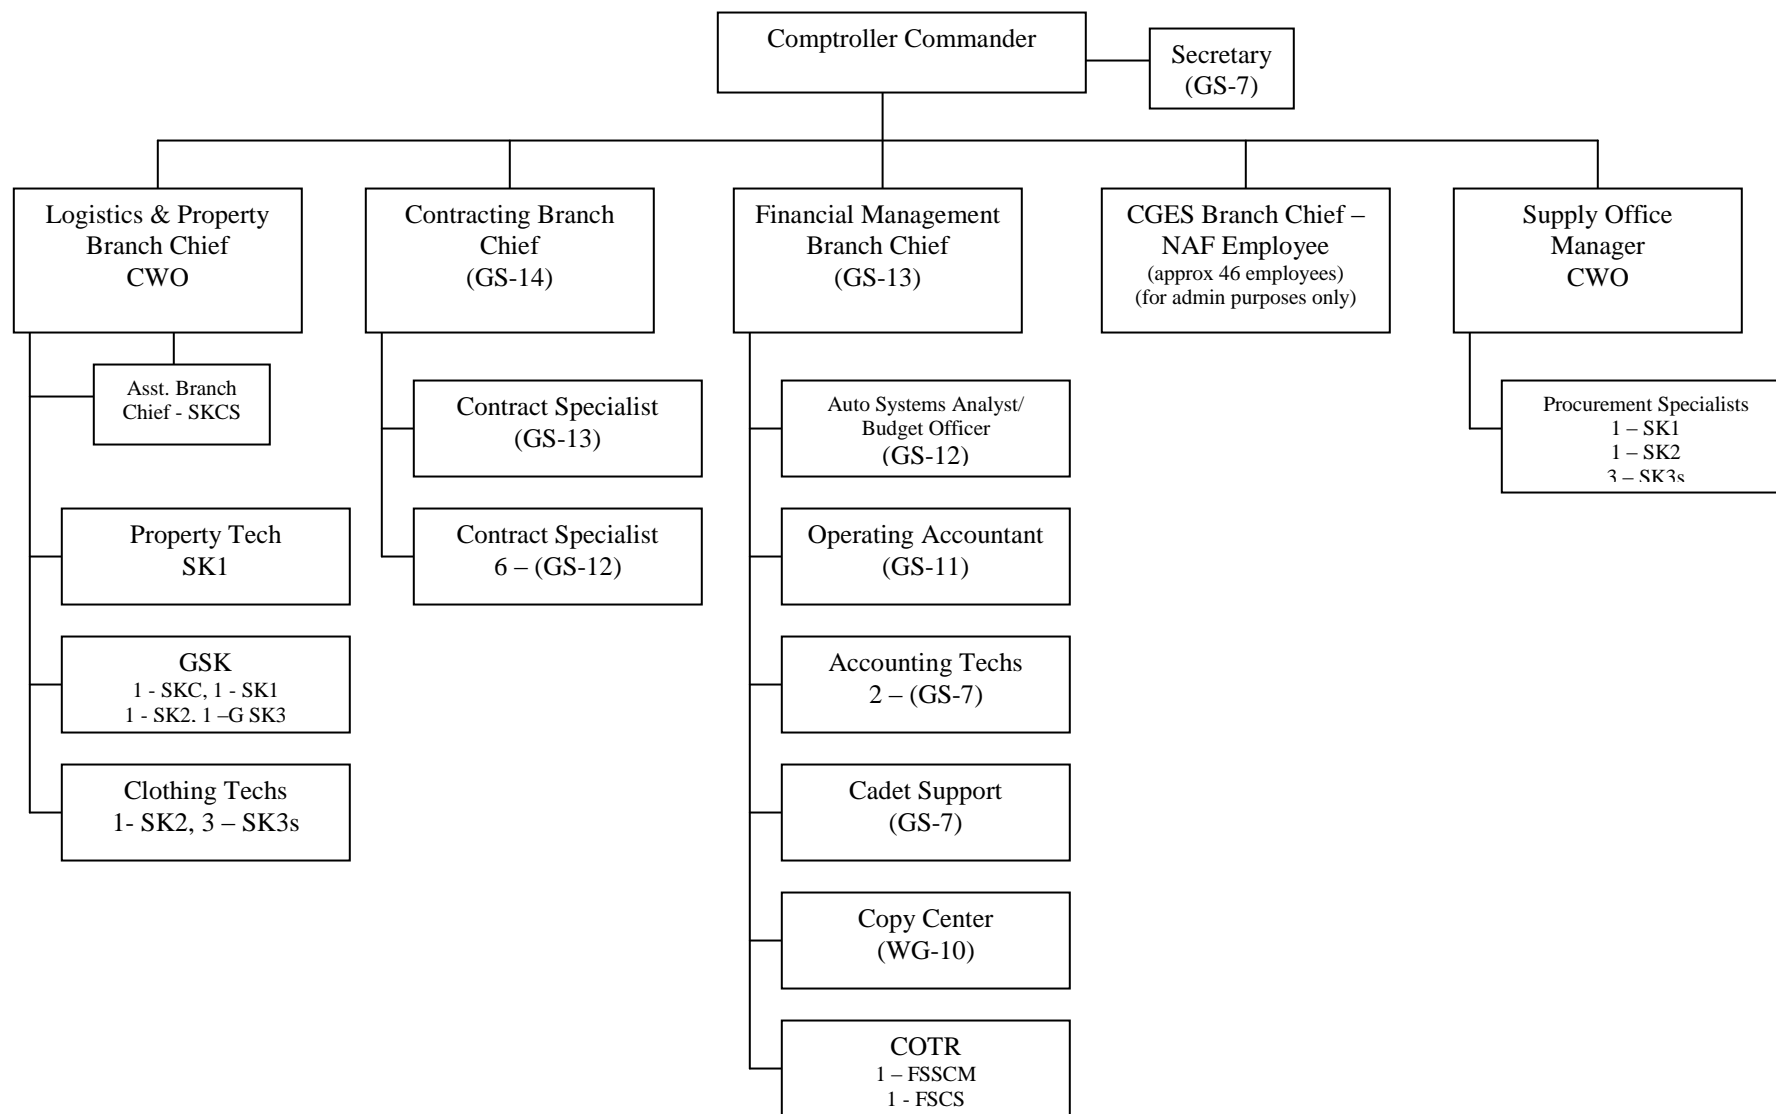 Comptroller Commander
Secretary
(GS-7)
Logistics & Property
Branch Chief
CWO
Contracting Branch
Chief
(GS-14)
Financial Management
Branch Chief
(GS-13)
CGES Branch Chief –
NAF Employee
(approx 46 employees)
(for admin purposes only)
Supply Office
Manager
CWO
Asst. Branch
Chief - SKCS
Property Tech
SK1
GSK
1 - SKC, 1 - SK1
1 - SK2, 1 –G SK3
Clothing Techs
1- SK2, 3 – SK3s
Contract Specialist
(GS-13)
Contract Specialist
6 – (GS-12)
Auto Systems Analyst/
Budget Officer
(GS-12)
Operating Accountant
(GS-11)
Accounting Techs
2 – (GS-7)
Cadet Support
(GS-7)
Copy Center
(WG-10)
COTR
1 – FSSCM
1 - FSCS
Procurement Specialists
1 – SK1
1 – SK2
3 – SK3s